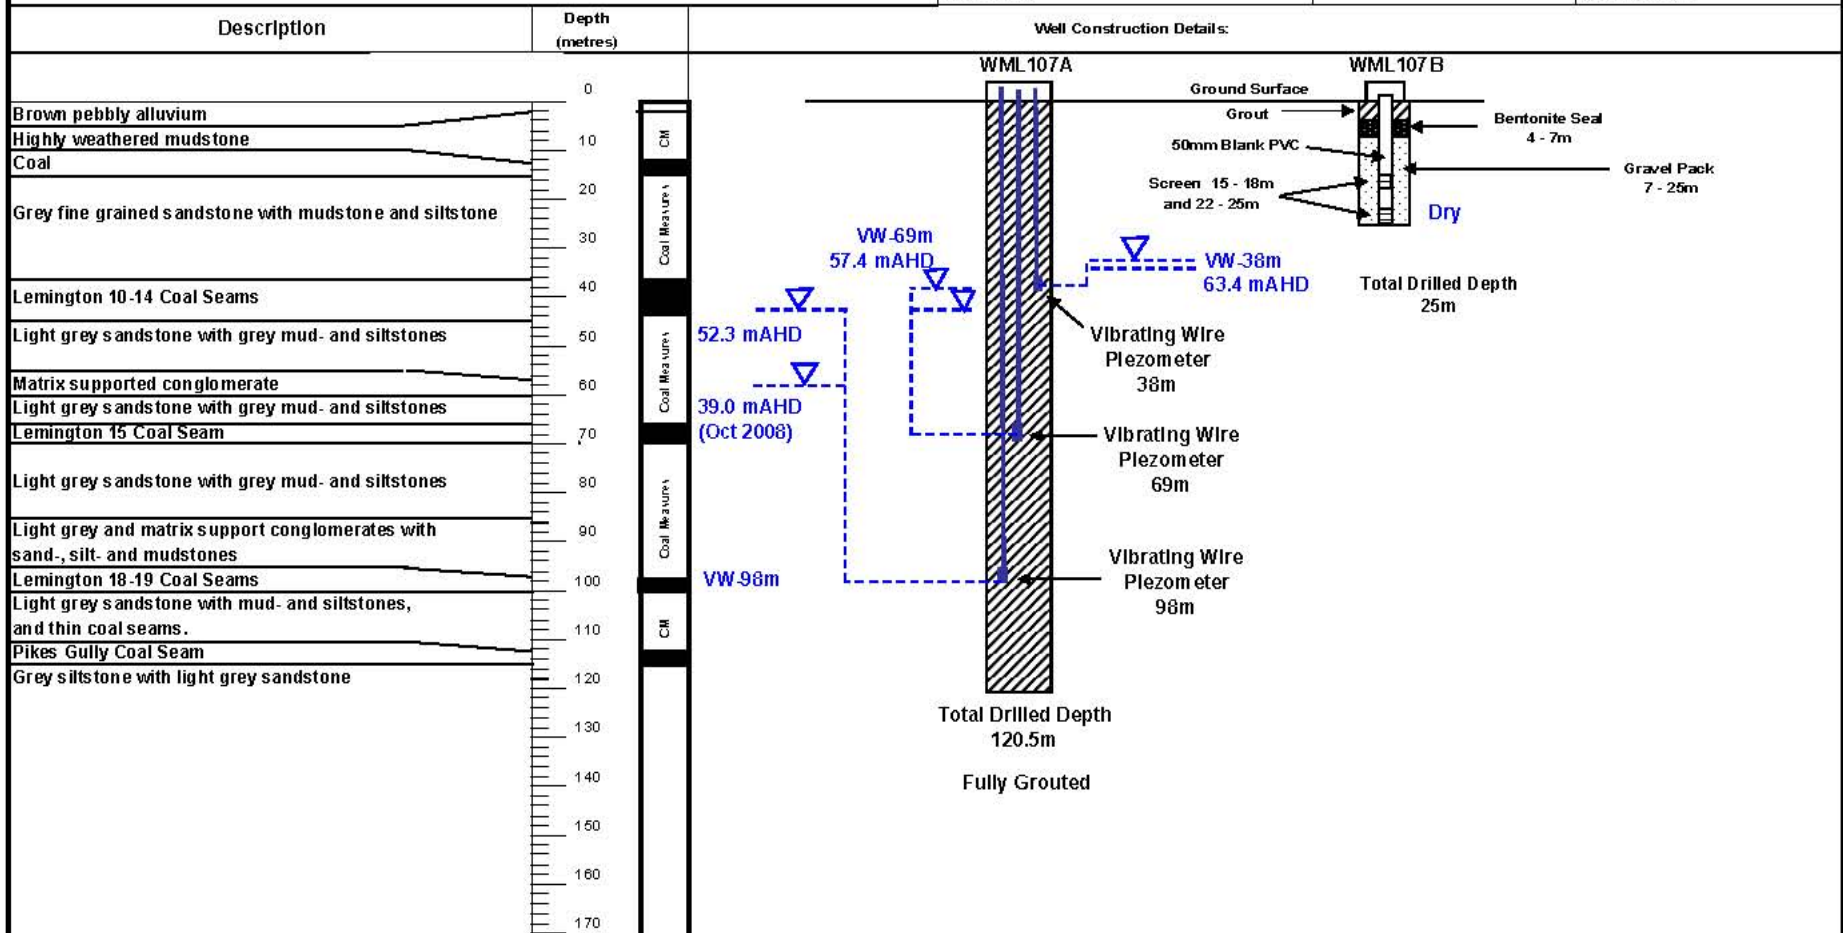 Description
Depth
(metres)
Well Construction Details:
WML107A
WML107B
0
10
20
30
40
50
60
70
80
90
100
110
120
130
140
150
160
170
Brown pebbly alluvium
Highly weathered mudstone
Coal
Grey fine grained sandstone with mudstone and siltstone
Lemington 10-14 Coal Seams
Light grey sandstone with grey mud- and siltstones
Matrix supported conglomerate
Light grey sandstone with grey mud- and siltstones
Lemington 15 Coal Seam
Light grey sandstone with grey mud- and siltstones
Light grey and matrix support conglomerates with
sand-, silt- and mudstones
Lemington 18-19 Coal Seams
Light grey sandstone with mud- and siltstones,
and thin coal seams.
Pikes Gully Coal Seam
Grey siltstone with light grey sandstone
CM
Coal Measures
Coal Measures
Coal Measures
CM
52.3 mAHD
39.0 mAHD
(Oct 2008)
VW-98m
VW-69m
57.4 mAHD
VW-38m
63.4 mAHD
Vibrating Wire
Piezometer
38m
Vibrating Wire
Piezometer
69m
Vibrating Wire
Piezometer
98m
Total Drilled Depth
120.5m
Fully Grouted
Ground Surface
Grout
50mm Blank PVC
Screen 15 - 18m
and 22 - 25m
Bentonite Seal
4 - 7m
Gravel Pack
7 - 25m
Dry
Total Drilled Depth
25m